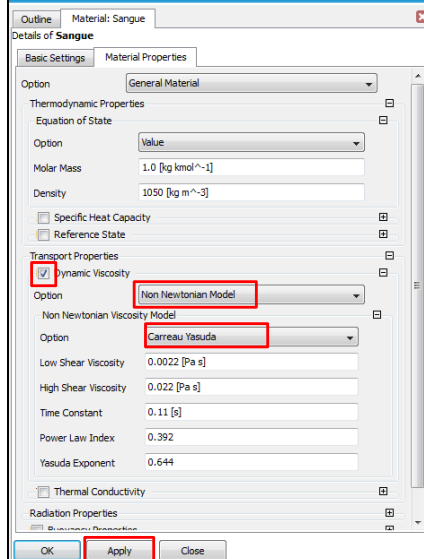 Outline Material: Sangue
Details of Sangue
Basic Settings Material Properties
Option General Material
Thermodynamic Properties
Equation of State
Option Value
Molar Mass 1.0 [kg kmol^-1]
Density 1050 [kg m^-3]
Specific Heat Capacity
Reference State
Transport Properties
Dynamic Viscosity
Option Non Newtonian Model
Non Newtonian Viscosity Model
Option Carreau Yasuda
Low Shear Viscosity 0.0022 [Pa s]
High Shear Viscosity 0.022 [Pa s]
Time Constant 0.11 [s]
Power Law Index 0.392
Yasuda Exponent 0.644
Thermal Conductivity
Radiation Properties
Buoyancy Properties
OK Apply Close